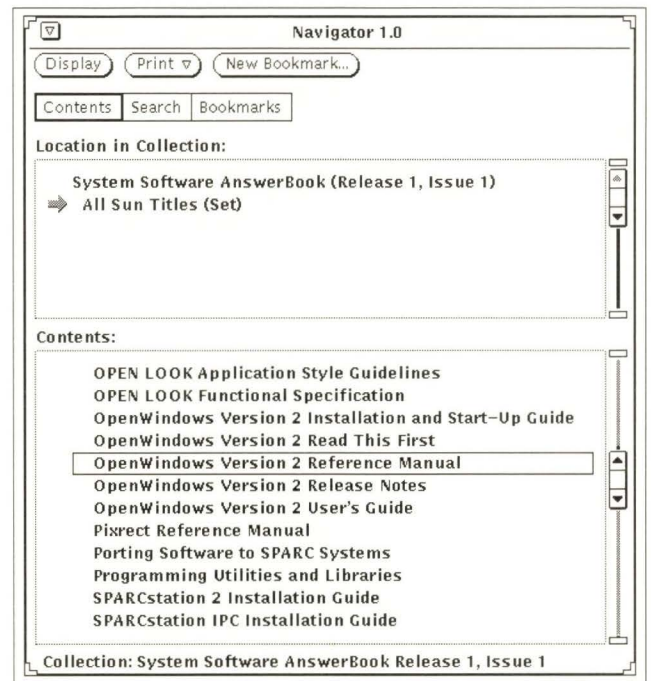 Navigator 1.0
Display Print New Bookmark...
Contents Search Bookmarks
Location in Collection:
System Software AnswerBook (Release 1, Issue 1)
All Sun Titles (Set)
Contents:
OPEN LOOK Application Style Guidelines
OPEN LOOK Functional Specification
OpenWindows Version 2 Installation and Start-Up Guide
OpenWindows Version 2 Read This First
OpenWindows Version 2 Reference Manual
OpenWindows Version 2 Release Notes
OpenWindows Version 2 User's Guide
Pixrect Reference Manual
Porting Software to SPARC Systems
Programming Utilities and Libraries
SPARCstation 2 Installation Guide
SPARCstation IPC Installation Guide
Collection: System Software AnswerBook Release 1, Issue 1